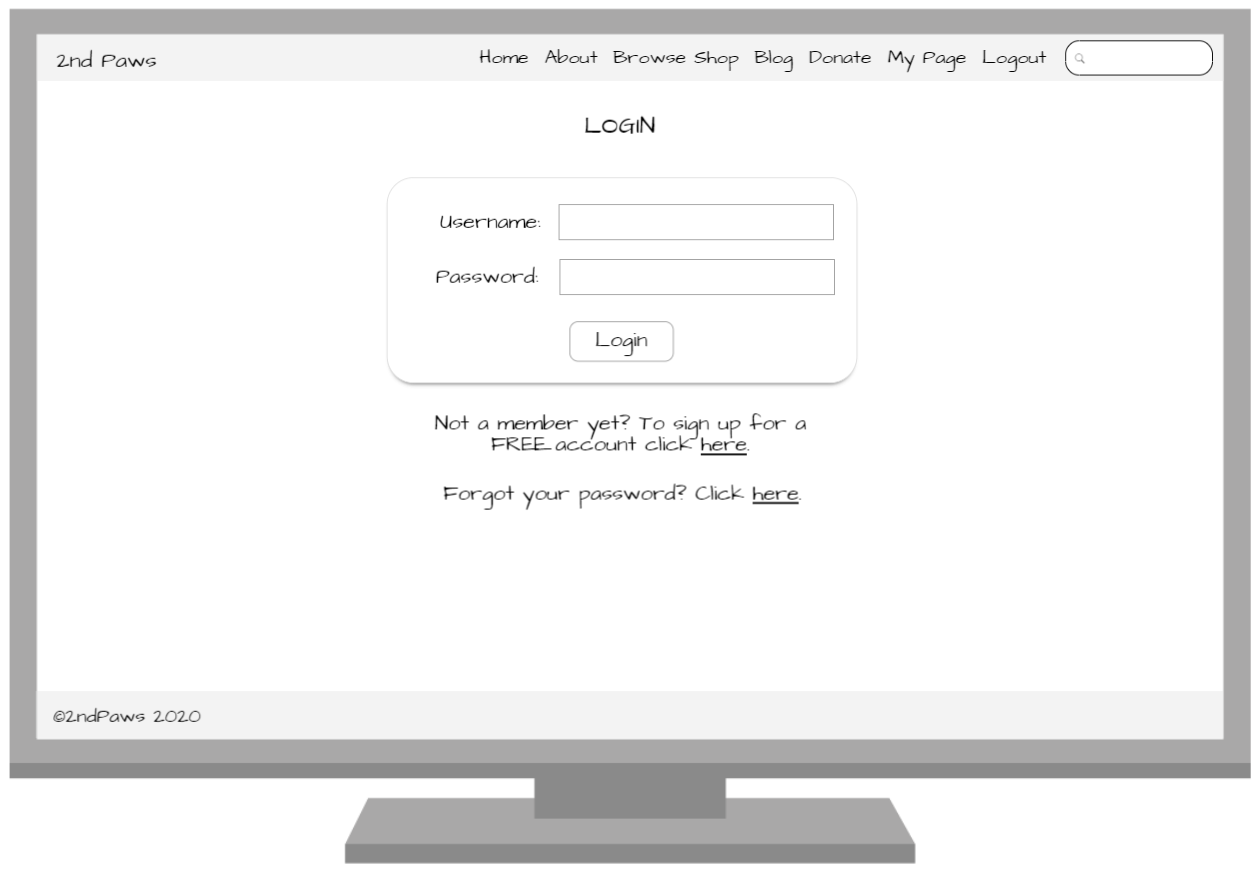 2nd Paws Home About Browse Shop Blog Donate My Page Logout
LOGIN
Username:
Password:
Login
Not a member yet? To sign up for a
FREE account click here.
Forgot your password? Click here.
©2ndPaws 2020